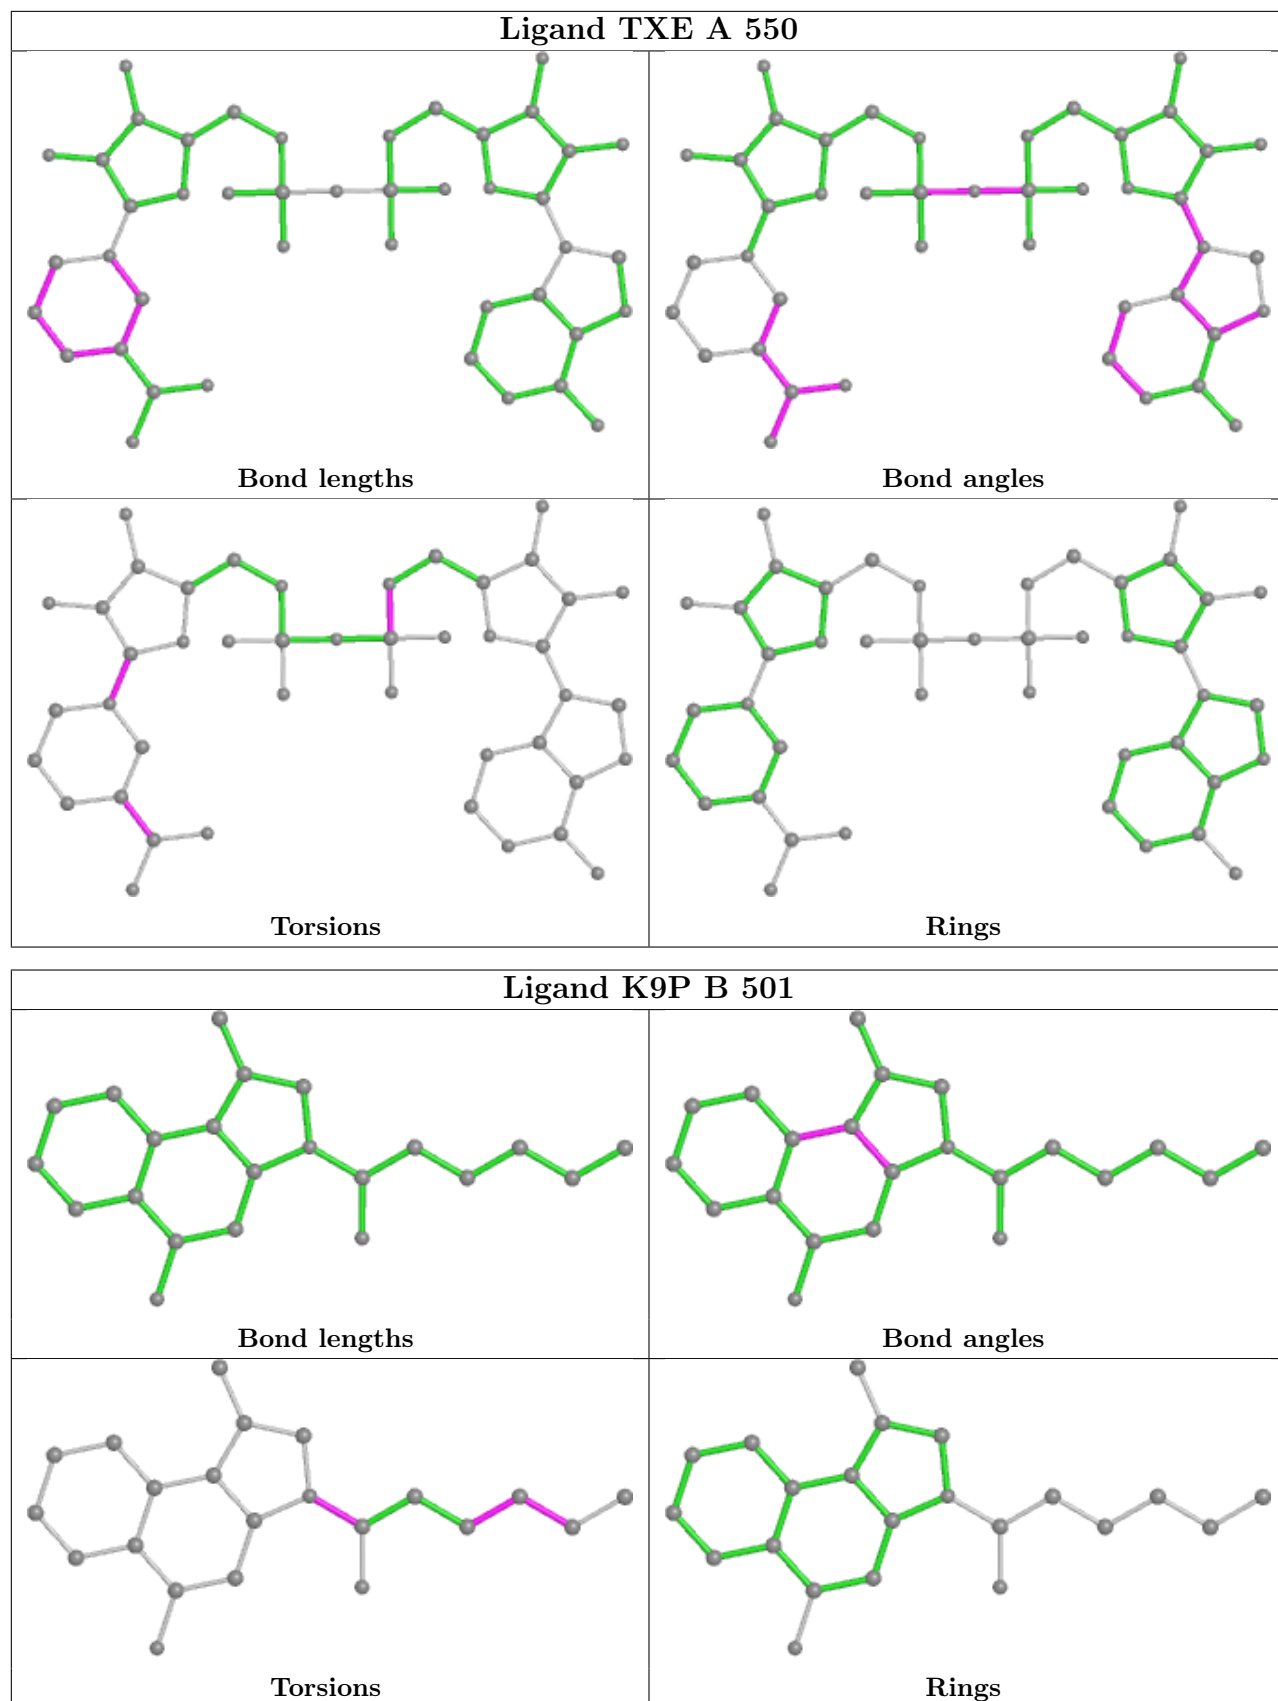 Ligand TXE A 550
Bond lengths
Bond angles
Torsions
Rings
Ligand K9P B 501
Bond lengths
Bond angles
Torsions
Rings